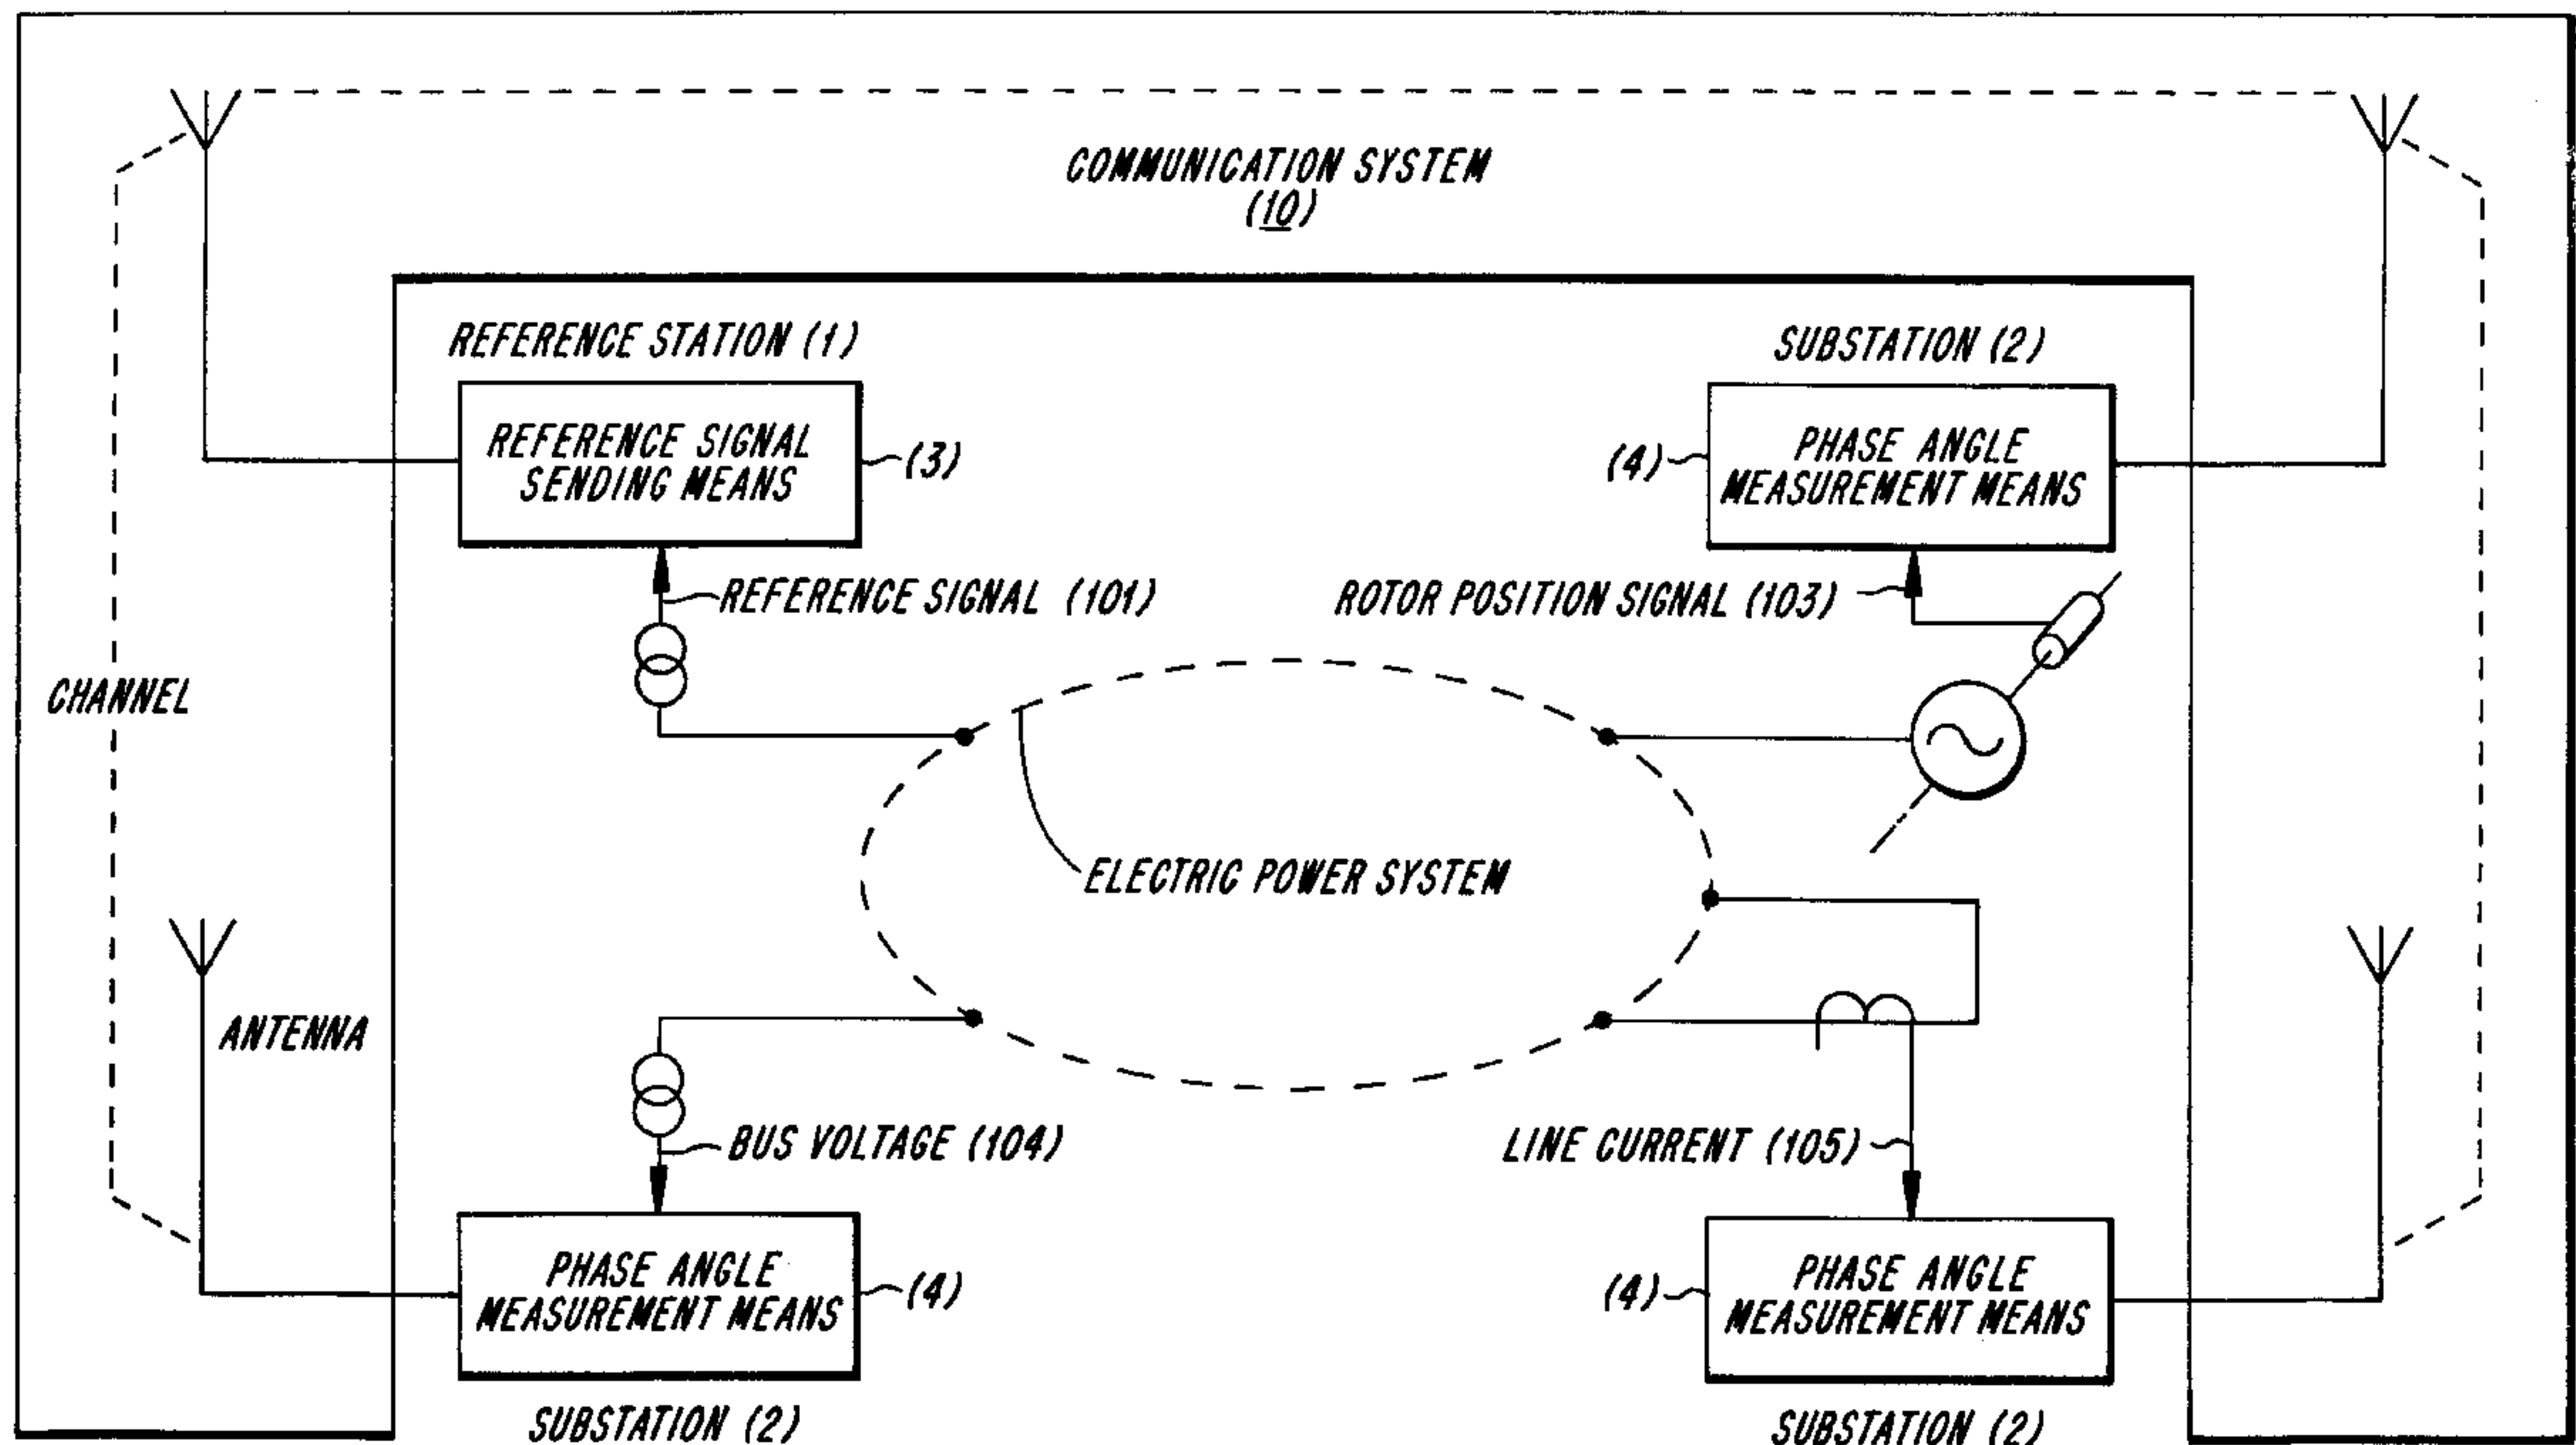 COMMUNICATION SYSTEM
(10)
REFERENCE STATION (1)
SUBSTATION (2)
REFERENCE SIGNAL
SENDING MEANS
(3)
(4)
PHASE ANGLE
MEASUREMENT MEANS
REFERENCE SIGNAL (101)
ROTOR POSITION SIGNAL (103)
CHANNEL
ELECTRIC POWER SYSTEM
ANTENNA
BUS VOLTAGE (104)
LINE CURRENT (105)
PHASE ANGLE
MEASUREMENT MEANS
(4)
(4)
PHASE ANGLE
MEASUREMENT MEANS
SUBSTATION (2)
SUBSTATION (2)